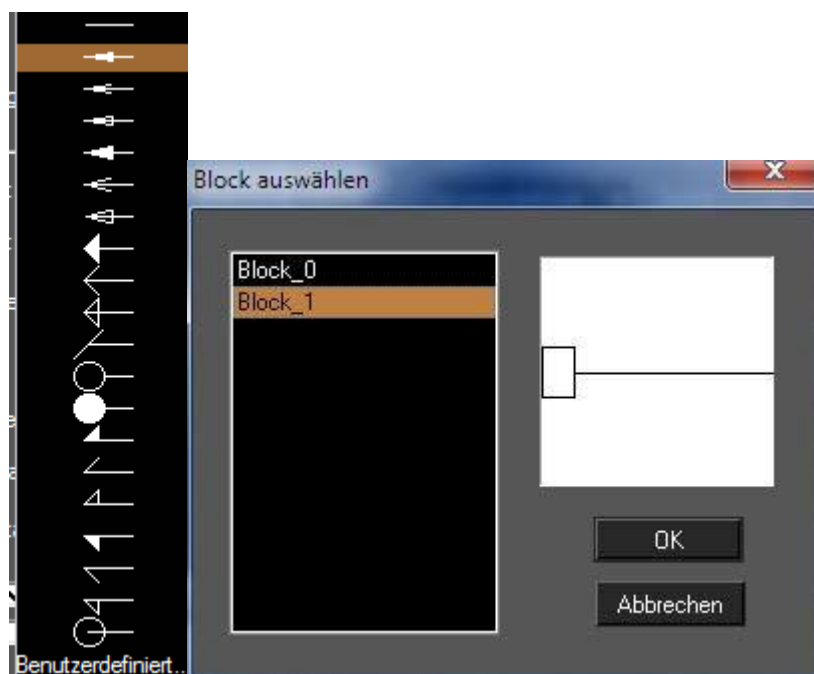 Block auswählen
Block_0
Block_1
OK
Abbrechen
Benutzerdefiniert..